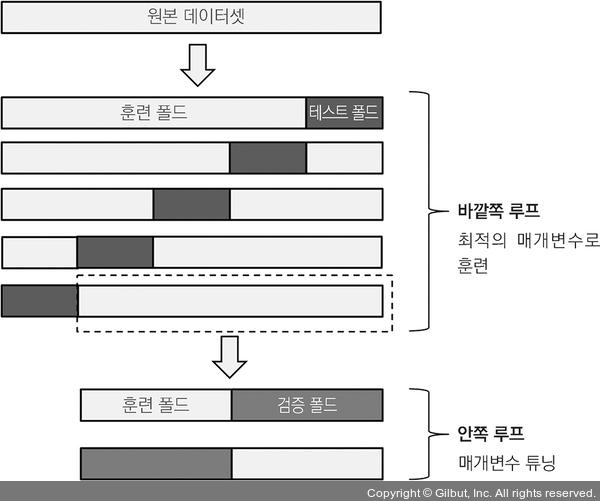 원본 데이터셋
훈련 폴드
테스트 폴드
바깥쪽 루프
최적의 매개변수로
훈련
훈련 폴드
검증 폴드
안쪽 루프
매개변수 튜닝
Copyright © Gilbut, Inc. All rights reserved.